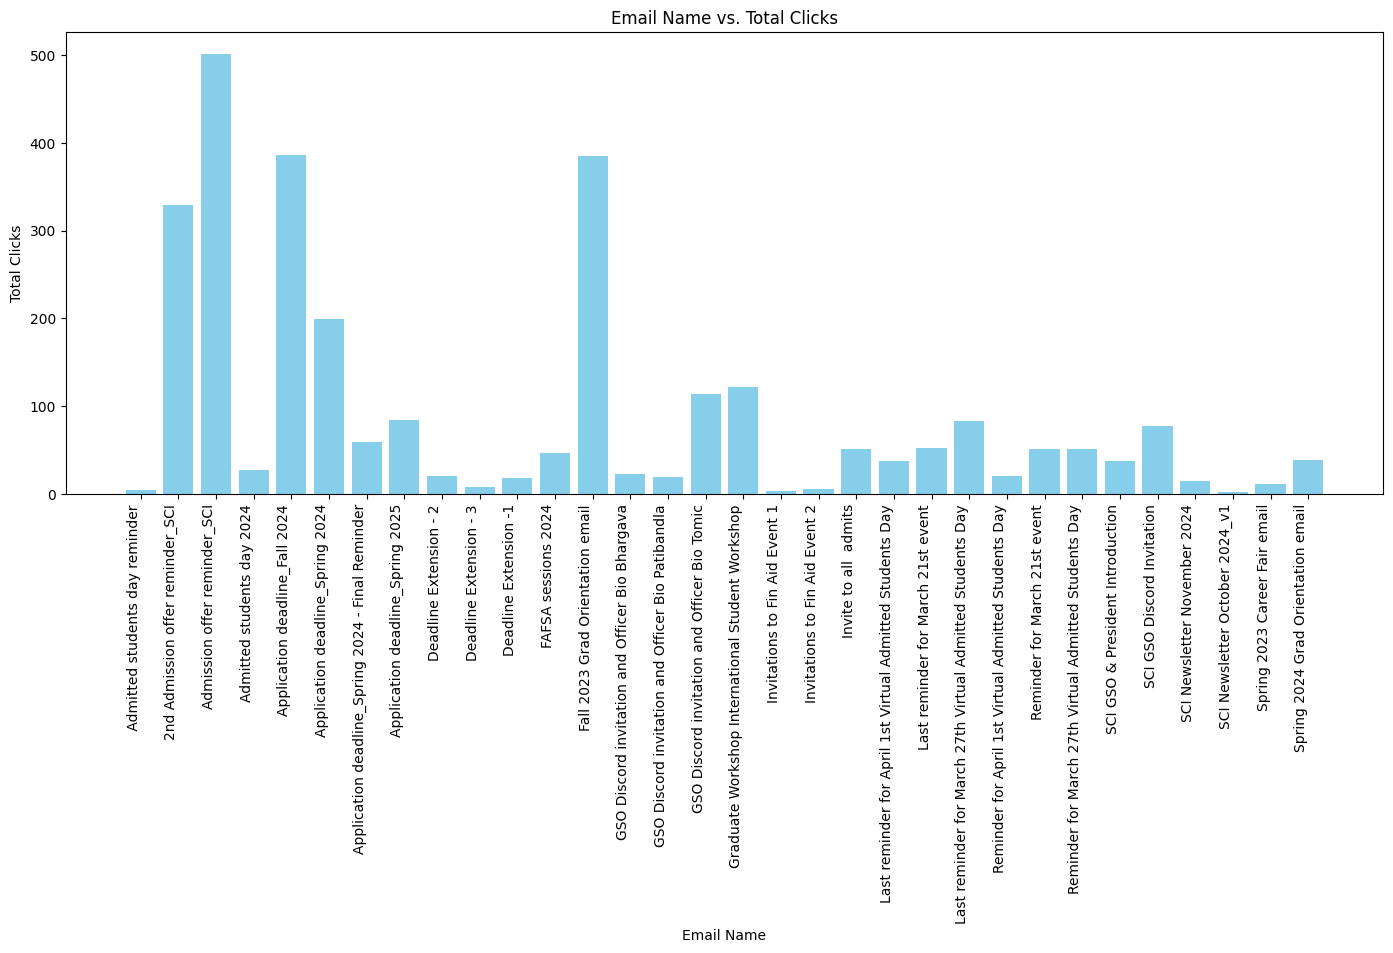 Email Name vs. Total Clicks
Total Clicks
500
400
300
200
100
0
Admitted students day reminder
2nd Admission offer reminder_SCI
Admission offer reminder_SCI
Admitted students day 2024
Application deadline_Fall 2024
Application deadline_Spring 2024
Application deadline_Spring 2024 - Final Reminder
Application deadline_Spring 2025
Deadline Extension - 2
Deadline Extension - 3
Deadline Extension -1
FAFSA sessions 2024
Fall 2023 Grad Orientation email
GSO Discord invitation and Officer Bio Bhargava
GSO Discord invitation and Officer Bio Patibandla
GSO Discord invitation and Officer Bio Tomic
Graduate Workshop International Student Workshop
Invitations to Fin Aid Event 1
Invitations to Fin Aid Event 2
Invite to all  admits
Last reminder for April 1st Virtual Admitted Students Day
Last reminder for March 21st event
Last reminder for March 27th Virtual Admitted Students Day
Reminder for April 1st Virtual Admitted Students Day
Reminder for March 21st event
Reminder for March 27th Virtual Admitted Students Day
SCI GSO & President Introduction
SCI GSO Discord Invitation
SCI Newsletter November 2024
SCI Newsletter October 2024_v1
Spring 2023 Career Fair email
Spring 2024 Grad Orientation email
Email Name